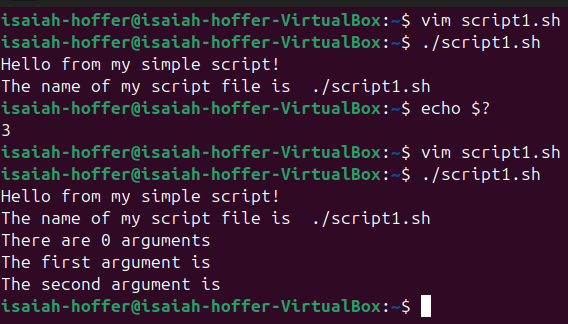 isaiah-hoffer@isaiah-hoffer-VirtualBox:~$ vim script1.sh
isaiah-hoffer@isaiah-hoffer-VirtualBox:~$ ./script1.sh
Hello from my simple script!
The name of my script file is  ./script1.sh
isaiah-hoffer@isaiah-hoffer-VirtualBox:~$ echo $?
3
isaiah-hoffer@isaiah-hoffer-VirtualBox:~$ vim script1.sh
isaiah-hoffer@isaiah-hoffer-VirtualBox:~$ ./script1.sh
Hello from my simple script!
The name of my script file is  ./script1.sh
There are 0 arguments
The first argument is
The second argument is
isaiah-hoffer@isaiah-hoffer-VirtualBox:~$